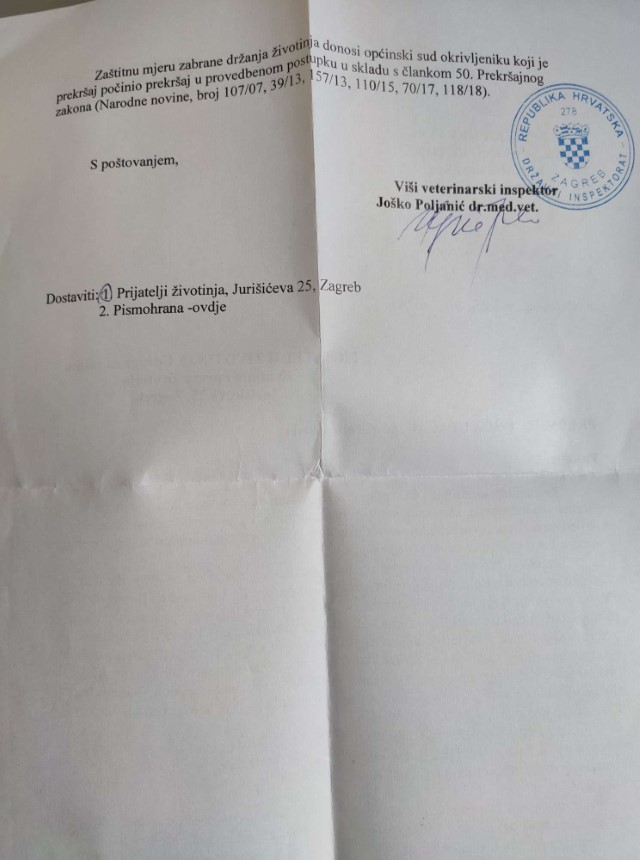 Zaštitnu mjeru zabrane držanja životinja donosi općinski sud okrivljeniku koji je
prekršaj počinio prekršaj u provedbenom postupku u skladu s člankom 50. Prekršajnog
zakona (Narodne novine, broj 107/07, 39/13, 157/13, 110/15, 70/17, 118/18).
REPUBLIKA HRVATSKA
278
ZAGREB
DRŽAVNI INSPEKTORAT
S poštovanjem,
Viši veterinarski inspektor
Joško Poljanić dr.med.vet.
Dostaviti: 1 Prijatelji životinja, Jurišićeva 25, Zagreb
2. Pismohrana -ovdje